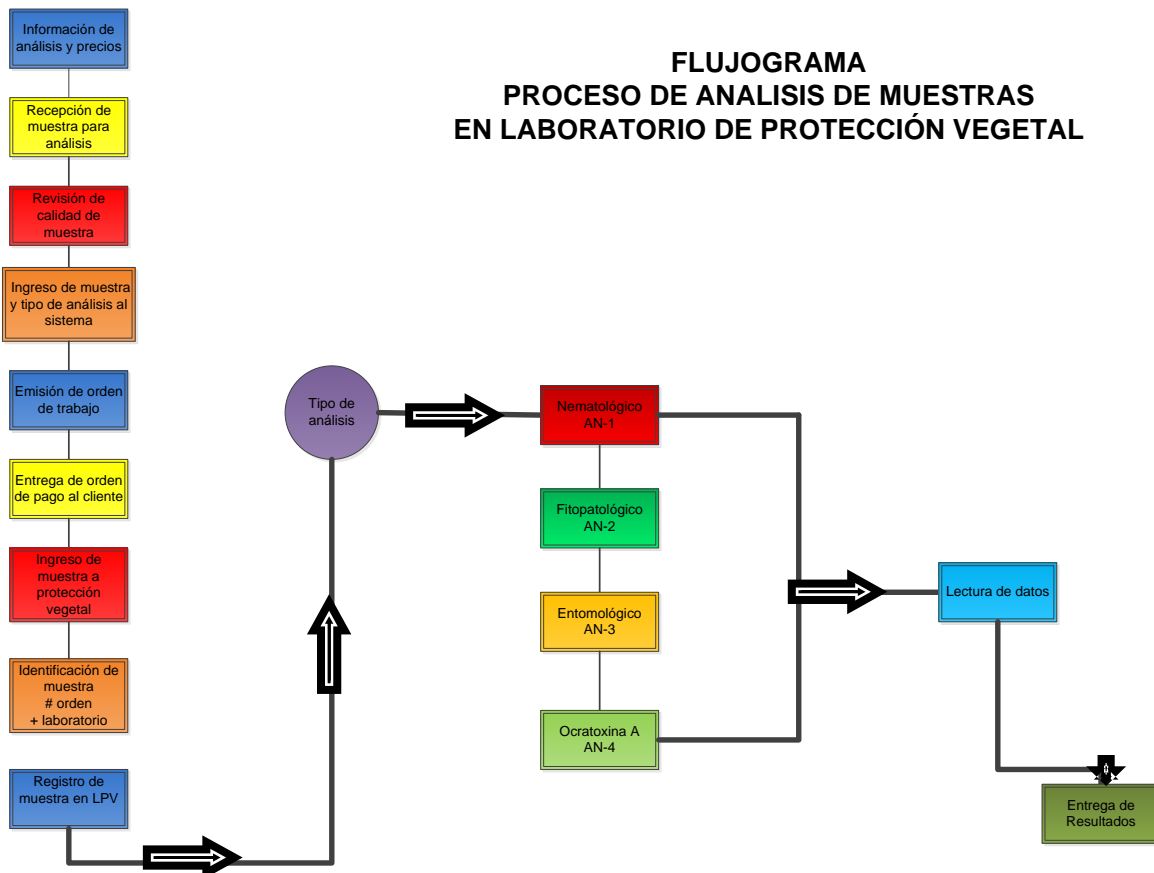 FLUJOGRAMA
PROCESO DE ANALISIS DE MUESTRAS
EN LABORATORIO DE PROTECCIÓN VEGETAL
Información de
análisis y precios
Recepción de
muestra para
análisis
Revisión de
calidad de
muestra
Ingreso de muestra
y tipo de análisis al
sistema
Emisión de orden
de trabajo
Entrega de orden
de pago al cliente
Ingreso de
muestra a
protección
vegetal
Identificación de
muestra
# orden
+ laboratorio
Registro de
muestra en LPV
Tipo de
análisis
Nematológico
AN-1
Fitopatológico
AN-2
Entomológico
AN-3
Ocratoxina A
AN-4
Lectura de datos
Entrega de
Resultados